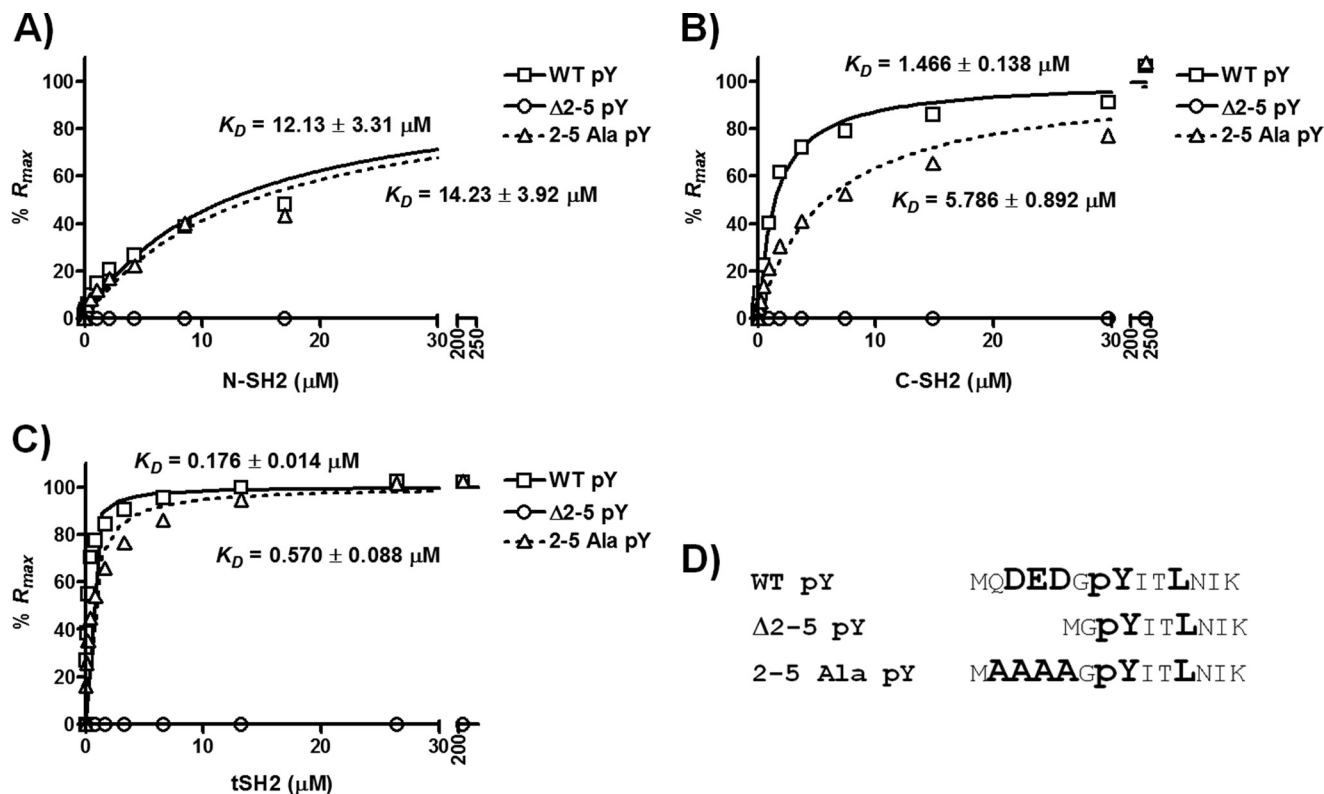 A)
% Rmax
100
80
60
40
20
0
KD = 12.13 ± 3.31 µM
KD = 14.23 ± 3.92 µM
WT pY
Δ2-5 pY
2-5 Ala pY
0 10 20 30 200 250
N-SH2 (µM)
B)
% Rmax
100
80
60
40
20
0
KD = 1.466 ± 0.138 µM
KD = 5.786 ± 0.892 µM
WT pY
Δ2-5 pY
2-5 Ala pY
0 10 20 30 200 250
C-SH2 (µM)
C)
% Rmax
100
80
60
40
20
0
KD = 0.176 ± 0.014 µM
KD = 0.570 ± 0.088 µM
WT pY
Δ2-5 pY
2-5 Ala pY
0 10 20 30 200
tSH2 (µM)
D)
WT pY MQDEDGpYITLNIK
Δ2-5 pY MGpYITLNIK
2-5 Ala pY MAAAAGpYITLNIK